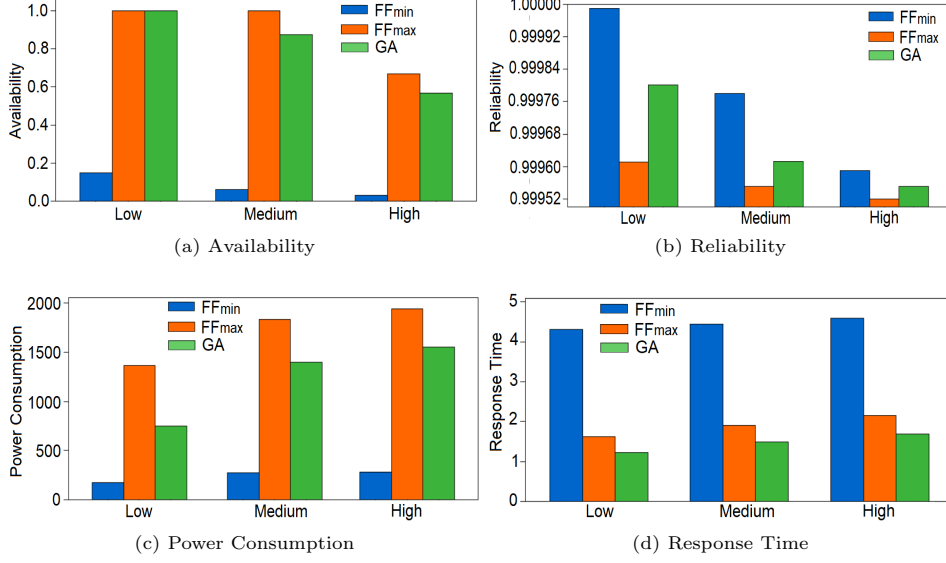 1.0
0.8
0.6
0.4
0.2
0.0
Availability
FFmin
FFmax
GA
Low Medium High
(a) Availability
1.00000
0.99992
0.99984
0.99976
0.99968
0.99960
0.99952
Reliability
FFmin
FFmax
GA
Low Medium High
(b) Reliability
2000
1500
1000
500
0
Power Consumption
FFmin
FFmax
GA
Low Medium High
(c) Power Consumption
5
4
3
2
1
0
Response Time
FFmin
FFmax
GA
Low Medium High
(d) Response Time